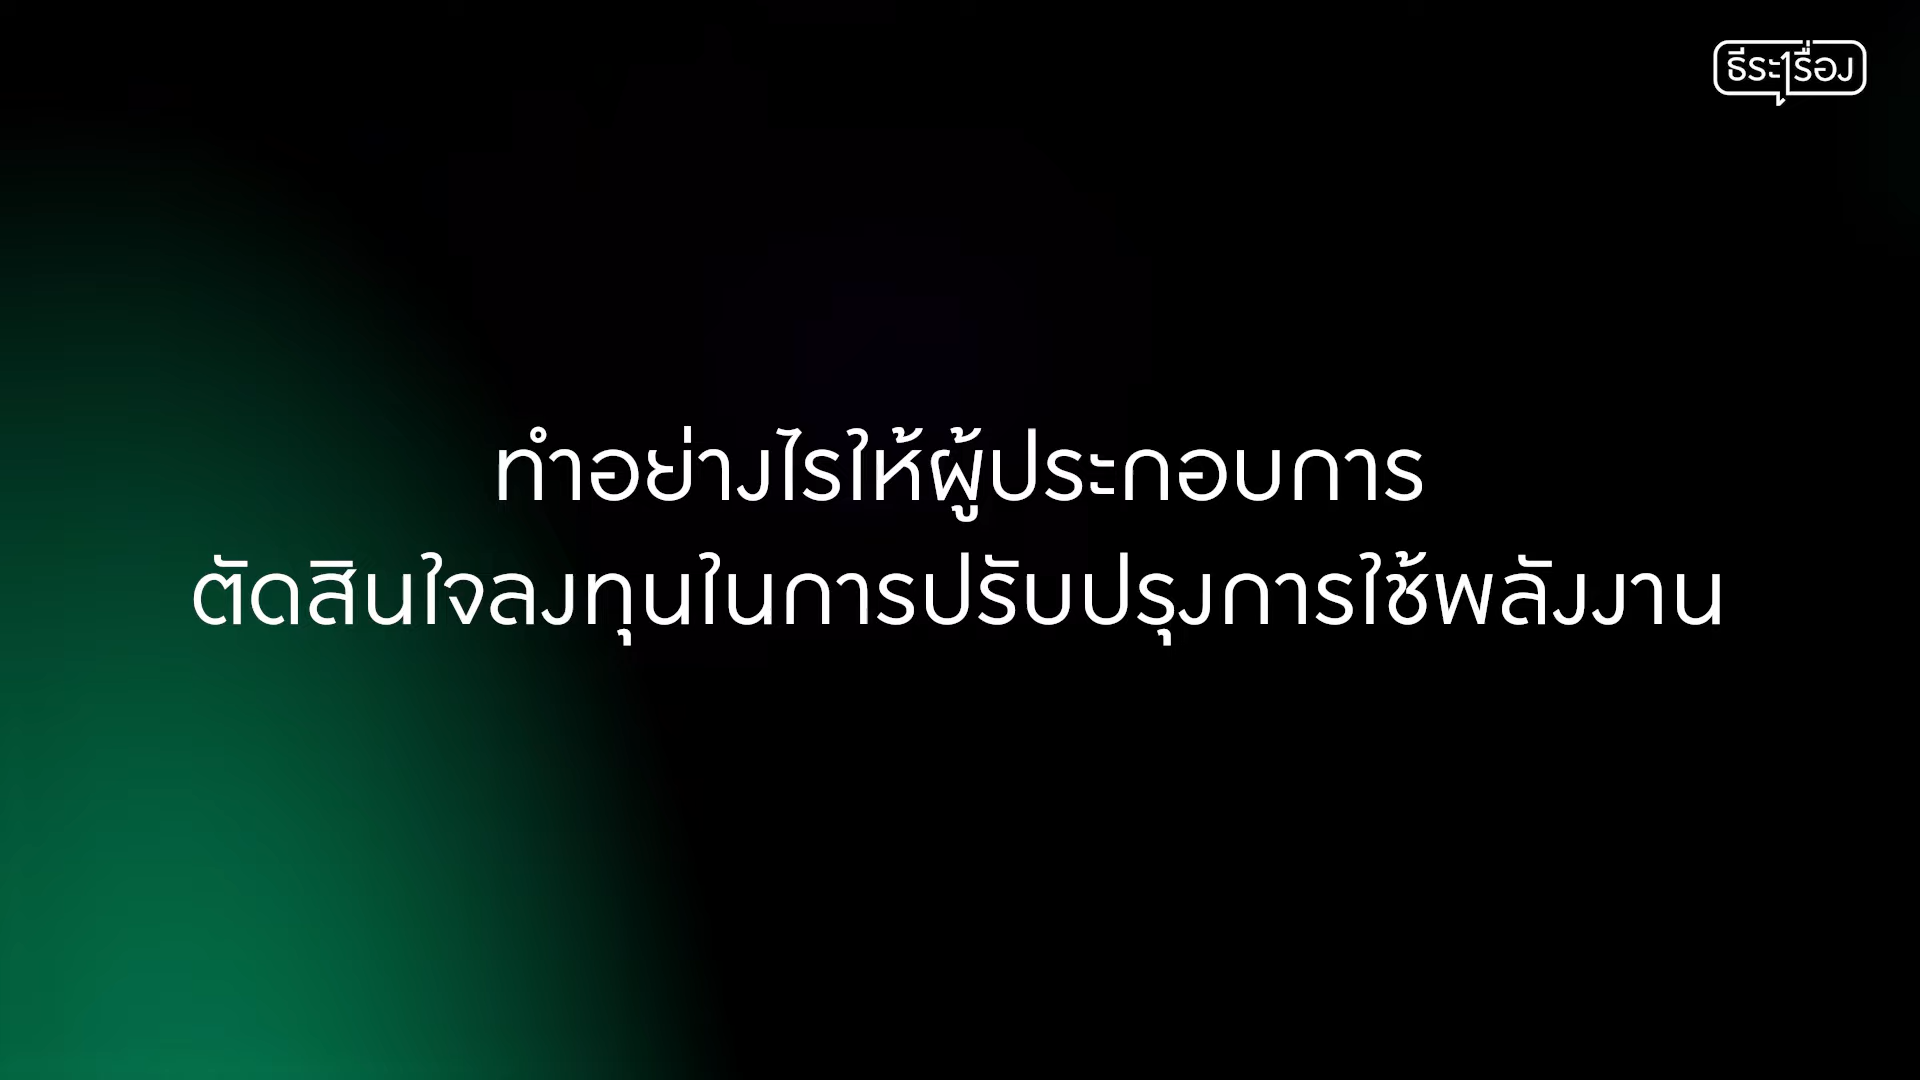 ธีระเรื่อง
ทำอย่างไรให้ผู้ประกอบการ
ตัดสินใจลงทุนในการปรับปรุงการใช้พลังงาน